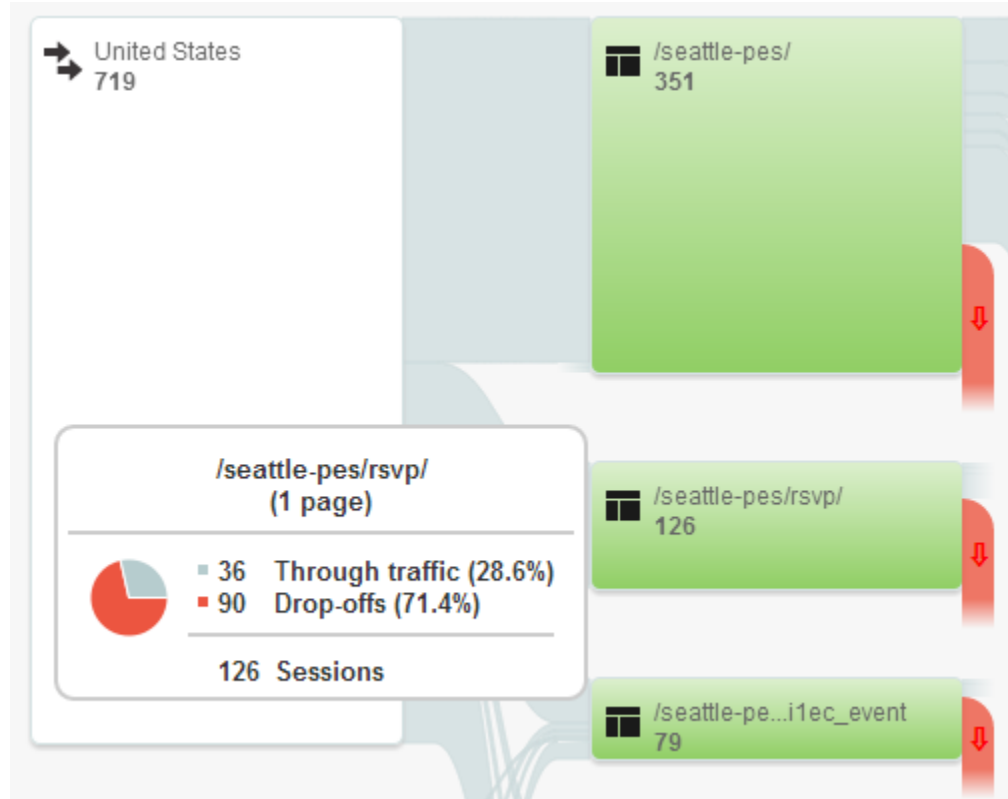 United States
719
/seattle-pes/
351
/seattle-pes/rsvp/
(1 page)
36 Through traffic (28.6%)
90 Drop-offs (71.4%)
126 Sessions
/seattle-pes/rsvp/
126
/seattle-pe...i1ec_event
79